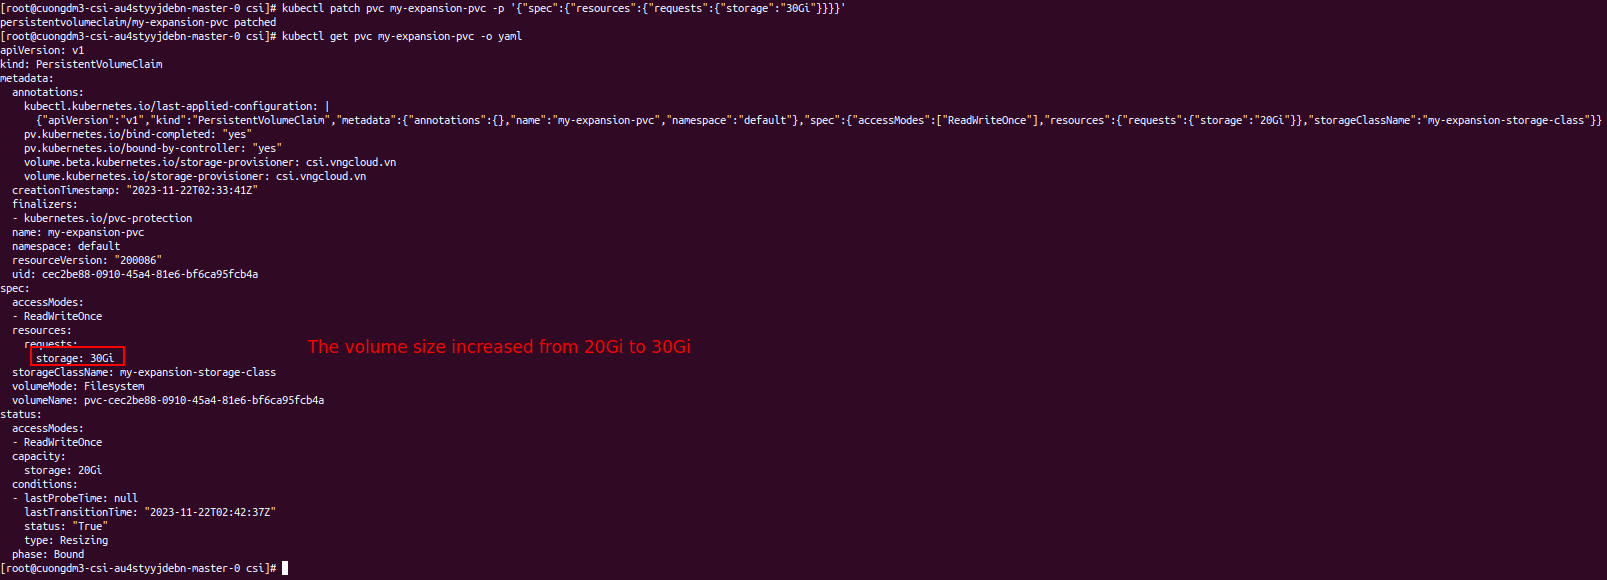 [root@cuongdm3-csi-au4styyjdebn-master-0 csi]# kubectl patch pvc my-expansion-pvc -p '{"spec":{"resources":{"requests":{"storage":"30Gi"}}}}'
persistentvolumeclaim/my-expansion-pvc patched
[root@cuongdm3-csi-au4styyjdebn-master-0 csi]# kubectl get pvc my-expansion-pvc -o yaml
apiVersion: v1
kind: PersistentVolumeClaim
metadata:
  annotations:
    kubectl.kubernetes.io/last-applied-configuration: |
      {"apiVersion":"v1","kind":"PersistentVolumeClaim","metadata":{"annotations":{},"name":"my-expansion-pvc","namespace":"default"},"spec":{"accessModes":["ReadWriteOnce"],"resources":{"requests":{"storage":"20Gi"}},"storageClassName":"my-expansion-storage-class"}}
    pv.kubernetes.io/bind-completed: "yes"
    pv.kubernetes.io/bound-by-controller: "yes"
    volume.beta.kubernetes.io/storage-provisioner: csi.vngcloud.vn
    volume.kubernetes.io/storage-provisioner: csi.vngcloud.vn
  creationTimestamp: "2023-11-22T02:33:41Z"
  finalizers:
  - kubernetes.io/pvc-protection
  name: my-expansion-pvc
  namespace: default
  resourceVersion: "200086"
  uid: cec2be88-0910-45a4-81e6-bf6ca95fcb4a
spec:
  accessModes:
  - ReadWriteOnce
  resources:
    requests:
      storage: 30Gi
The volume size increased from 20Gi to 30Gi
  storageClassName: my-expansion-storage-class
  volumeMode: Filesystem
  volumeName: pvc-cec2be88-0910-45a4-81e6-bf6ca95fcb4a
status:
  accessModes:
  - ReadWriteOnce
  capacity:
    storage: 20Gi
  conditions:
  - lastProbeTime: null
    lastTransitionTime: "2023-11-22T02:42:37Z"
    status: "True"
    type: Resizing
  phase: Bound
[root@cuongdm3-csi-au4styyjdebn-master-0 csi]#